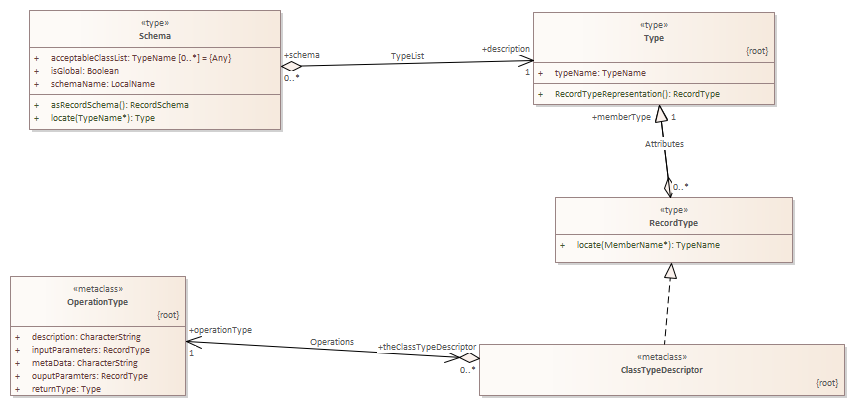 «type»
Schema
+ acceptableClassList: TypeName [0..*] = {Any}
+ isGlobal: Boolean
+ schemaName: LocalName
+ asRecordSchema(): RecordSchema
+ locate(TypeName*): Type
+schema
0..*
TypeList
+description
1
«type»
Type
{root}
+ typeName: TypeName
+ RecordTypeRepresentation(): RecordType
+memberType
1
Attributes
0..*
«type»
RecordType
+ locate(MemberName*): TypeName
«metaclass»
OperationType
{root}
+ description: CharacterString
+ inputParameters: RecordType
+ metaData: CharacterString
+ ouputParamters: RecordType
+ returnType: Type
+operationType
1
Operations
+theClassTypeDescriptor
0..*
«metaclass»
ClassTypeDescriptor
{root}